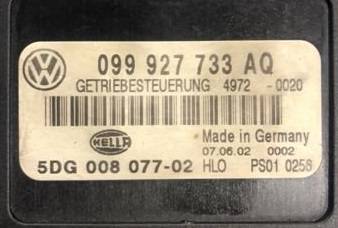 099 927 733 AQ
GETRIEBESTEUERUNG 4972 - 0020
HELLA
Made in Germany
07.06.02 0002
5DG 008 077-02 HLO PS01 0256